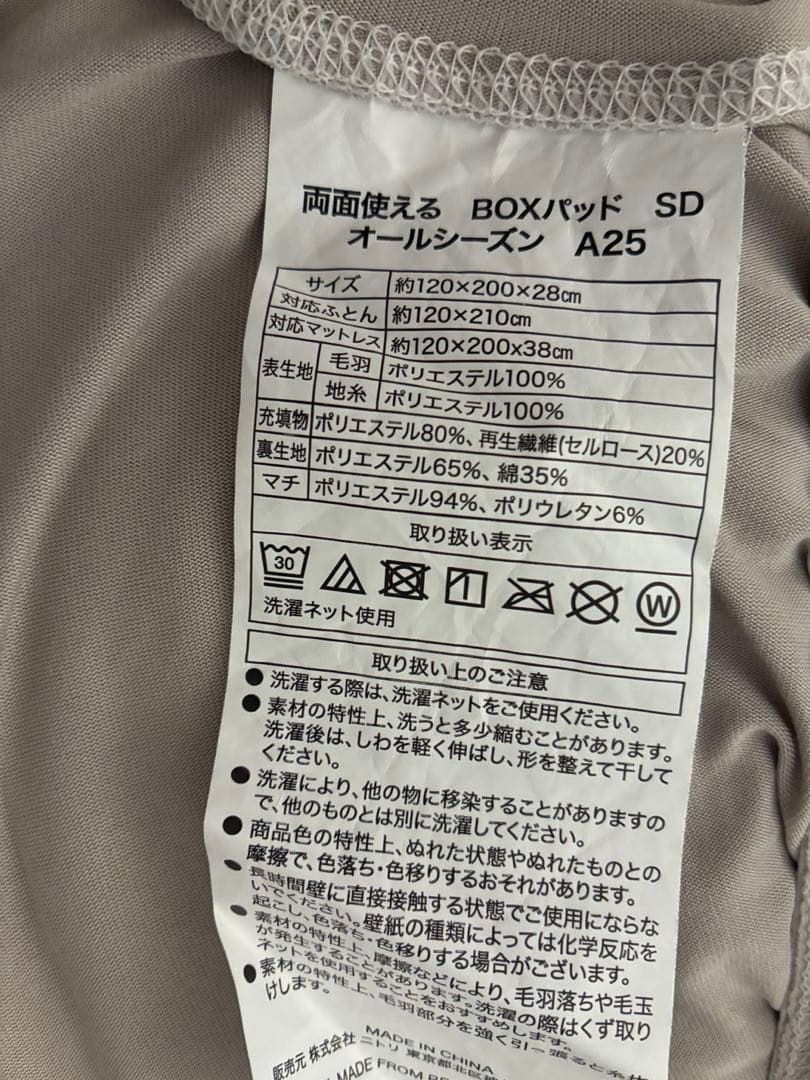 両面使える BOXパッド SD
オールシーズン A25
サイズ 約120×200×28㎝
対応ふとん 約120×210㎝
対応マットレス 約120×200x38㎝
表生地 毛羽 ポリエステル100%
地糸 ポリエステル100%
充填物 ポリエステル80%、再生繊維(セルロース)20%
裏生地 ポリエステル65%、綿35%
マチ ポリエステル94%、ポリウレタン6%
取り扱い表示
30 W
洗濯ネット使用
取り扱い上のご注意
●洗濯する際は、洗濯ネットをご使用ください。
●素材の特性上、洗うと多少縮むことがあります。
洗濯後は、しわを軽く伸ばし、形を整えて干して
ください。
●洗濯により、他の物に移染することがありますの
で、他のものとは別に洗濯してください。
●商品色の特性上、ぬれた状態やぬれたものとの
摩擦で、色落ち・色移りするおそれがあります。
●長時間壁に直接接触する状態でご使用にならな
いでください。壁紙の種類によっては化学反応を
起こし、色落ち・色移りする場合がございます。
●素材の特性上、摩擦などにより、毛羽落ちや毛玉
が発生することがあります。洗濯の際はくず取り
ネットを使用することをおすすめします。
●素材の特性上、毛羽部分を強く引っ張ると糸
けします。
MADE IN CHINA
販売元 株式会社 ニトリ 東京都北区
MADE FROM